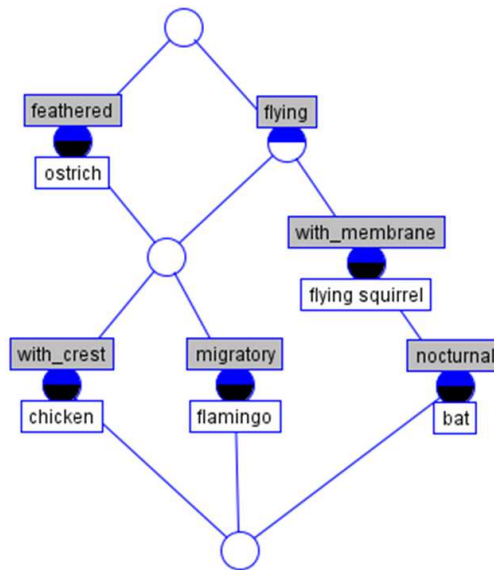 feathered
flying
ostrich
with_membrane
flying squirrel
with_crest
migratory
nocturnal
chicken
flamingo
bat